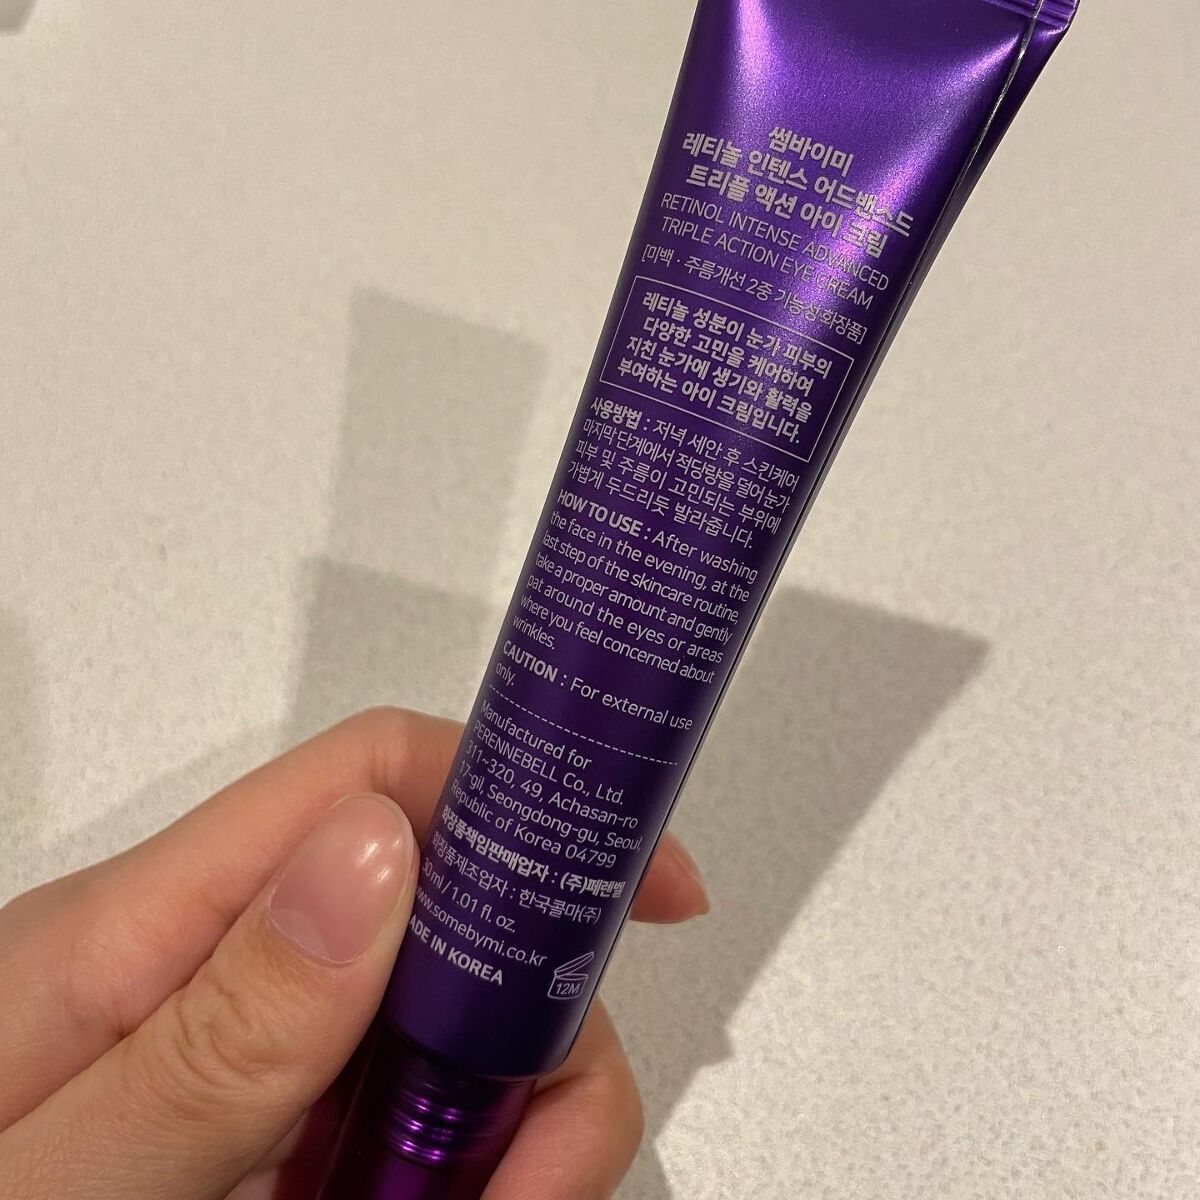 썸바이미
레티놀 인텐스 어드밴스드
트리플 액션 아이 크림
RETINOL INTENSE ADVANCED
TRIPLE ACTION EYE CREAM
[미백 · 주름개선 2중 기능성화장품]
레티놀 성분이 눈가 피부의
다양한 고민을 케어하여
지친 눈가에 생기와 활력을
부여하는 아이 크림입니다.
사용방법 : 저녁 세안 후 스킨케어
마지막 단계에서 적당량을 덜어 눈가
피부 및 주름이 고민되는 부위에
가볍게 두드리듯 발라줍니다.
HOW TO USE : After washing
the face in the evening, at the
last step of the skincare routine,
take a proper amount and gently
pat around the eyes or areas
where you feel concerned about
wrinkles.
CAUTION : For external use
only.
Manufactured for
PERENNEBELL Co., Ltd.
311~320, 49, Achasan-ro
17-gil, Seongdong-gu, Seoul,
Republic of Korea 04799
화장품책임판매업자 : (주)페렌벨
화장품제조업자 : 한국콜마(주)
30ml / 1.01 fl. oz.
www.somebymi.co.kr
MADE IN KOREA
12M